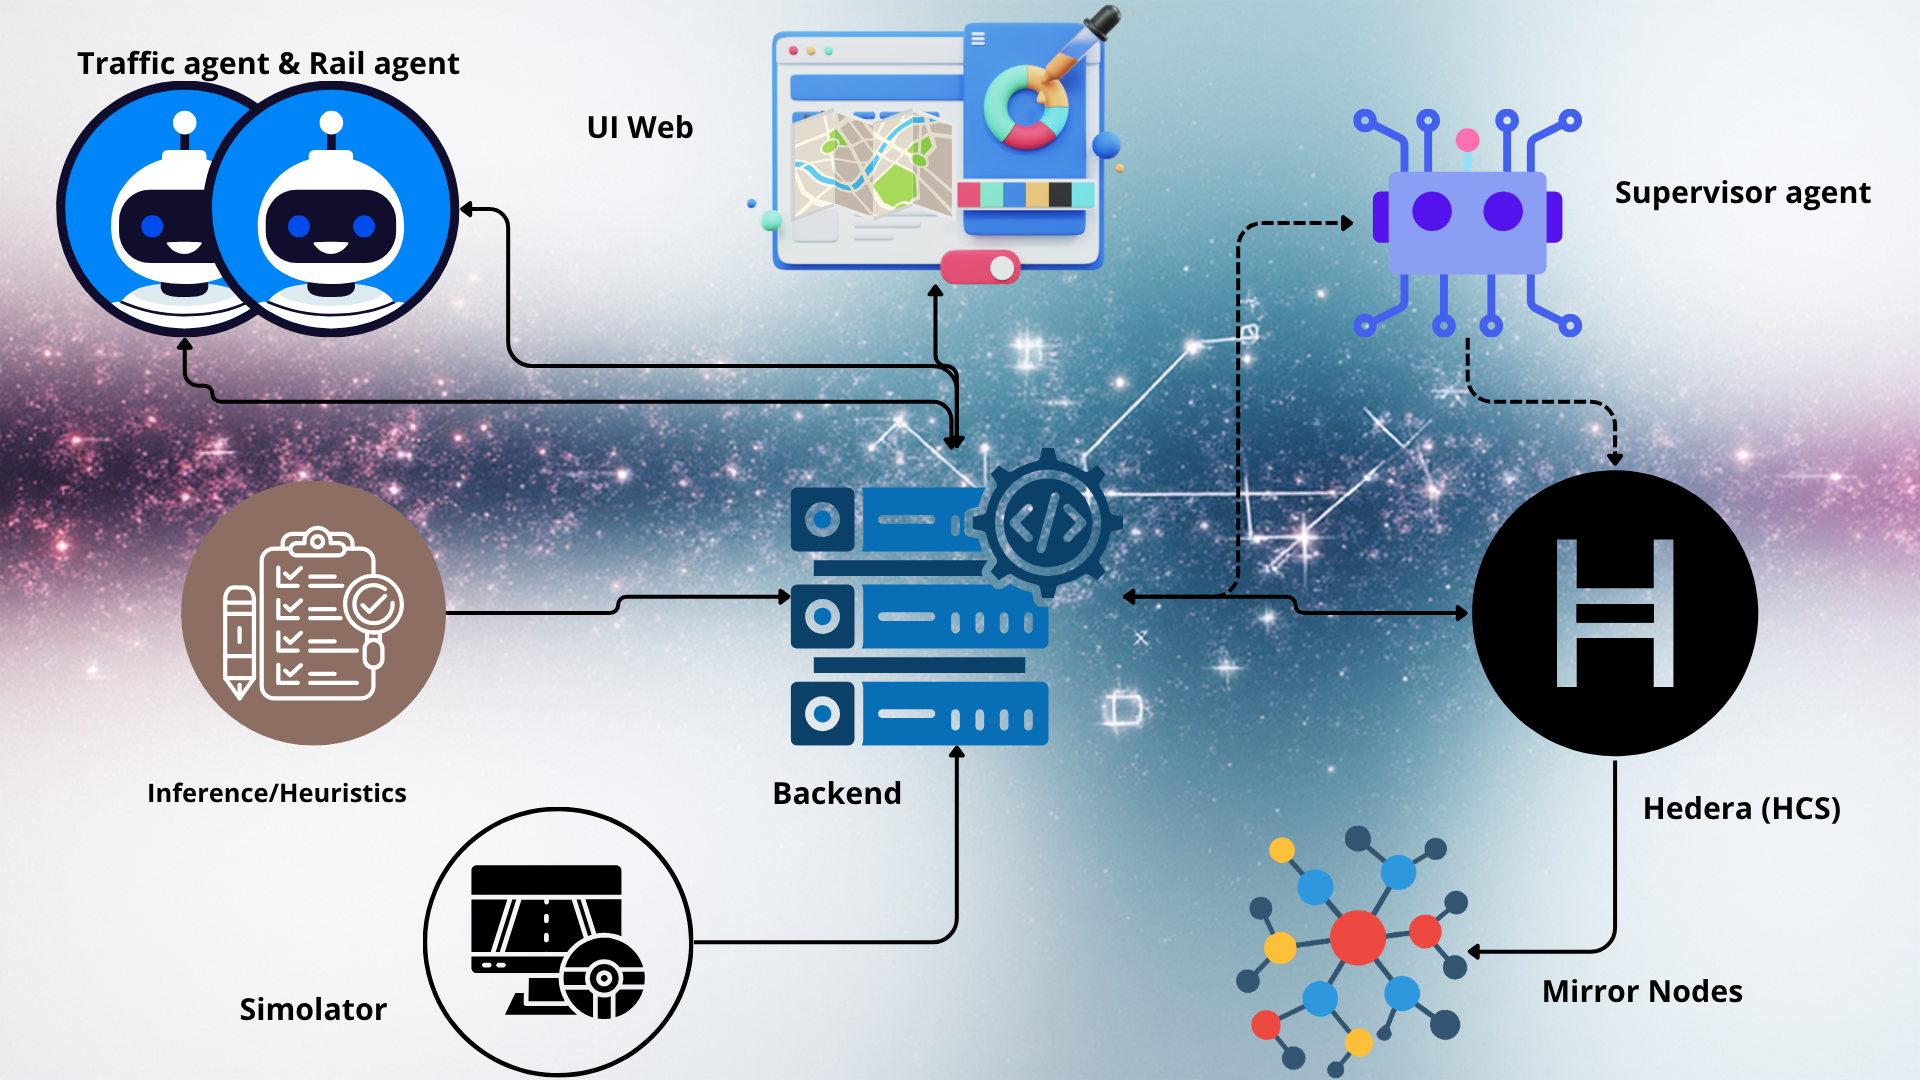 Traffic agent & Rail agent
UI Web
Supervisor agent
Inference/Heuristics
Backend
Hedera (HCS)
Simolator
Mirror Nodes